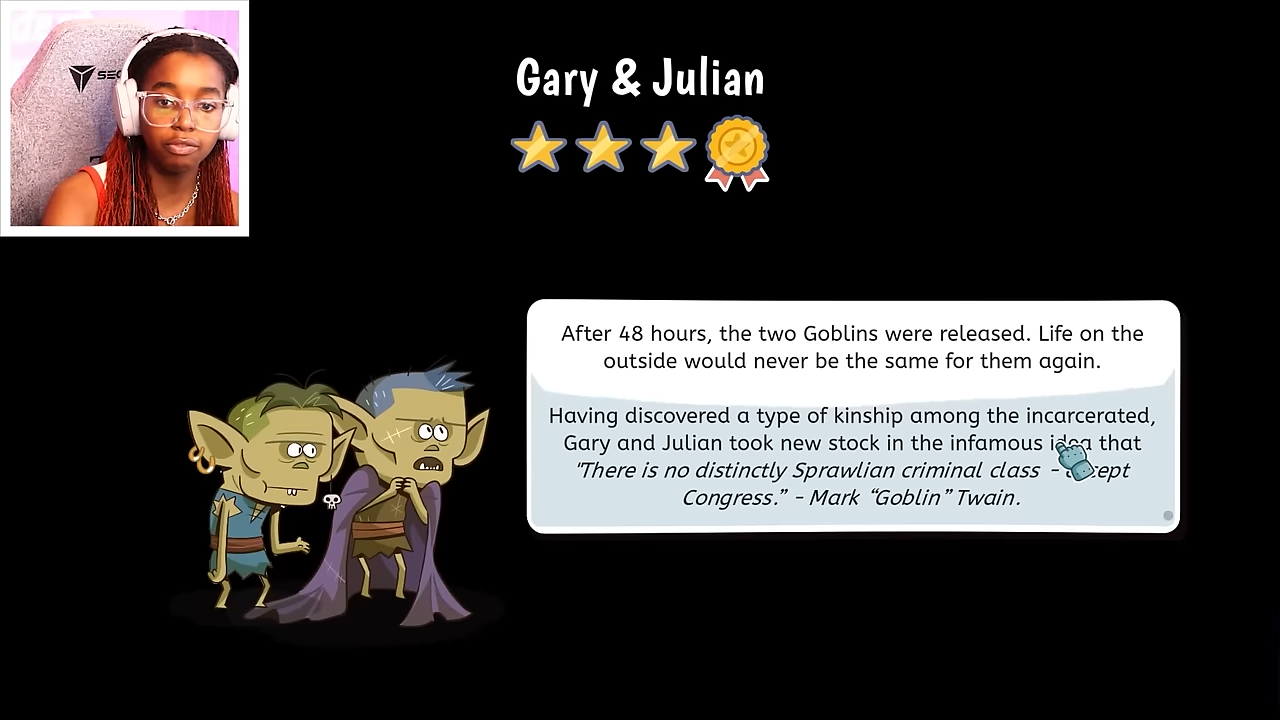 SEC
Gary & Julian
After 48 hours, the two Goblins were released. Life on the
outside would never be the same for them again.
Having discovered a type of kinship among the incarcerated,
Gary and Julian took new stock in the infamous idea that
"There is no distinctly Sprawlian criminal class - except
Congress.” - Mark “Goblin” Twain.